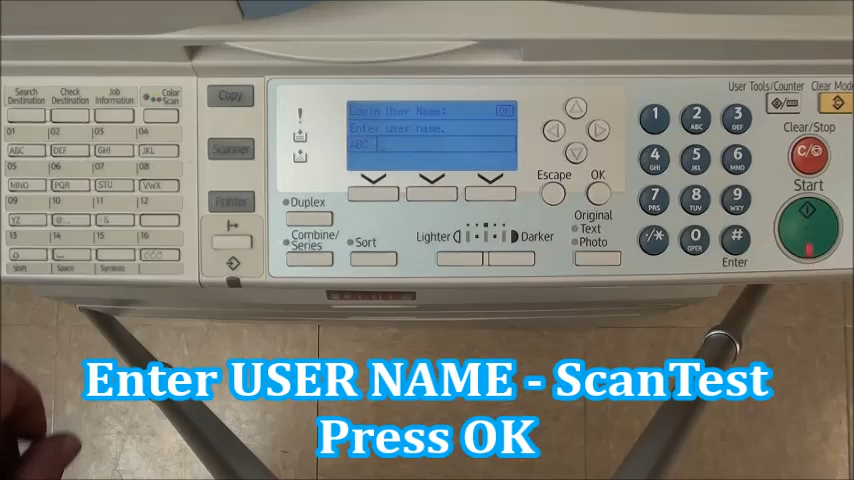 User Tools/Counter
Clear Modes
Search Destination
Check Destination
Job Information
Color Scan
Copy
Login User Name:
OK
Enter user name.
ABC
01
02
03
04
ABC
DEF
GHI
JKL
05
06
07
08
MNO
PQR
STU
VWX
09
10
11
12
YZ
@_.
-&
13
14
15
16
Shift
Space
Symbols
Scanner
Printer
Duplex
Combine/
Series
Sort
Lighter
Darker
Escape
OK
Original
Text
Photo
1
2 ABC
3 DEF
4 GHI
5 JKL
6 MNO
7 PRS
8 TUV
9 WXY
./*
0 OPER
#
Enter
Clear/Stop
C/
Start
Enter USER NAME - ScanTest
Press OK